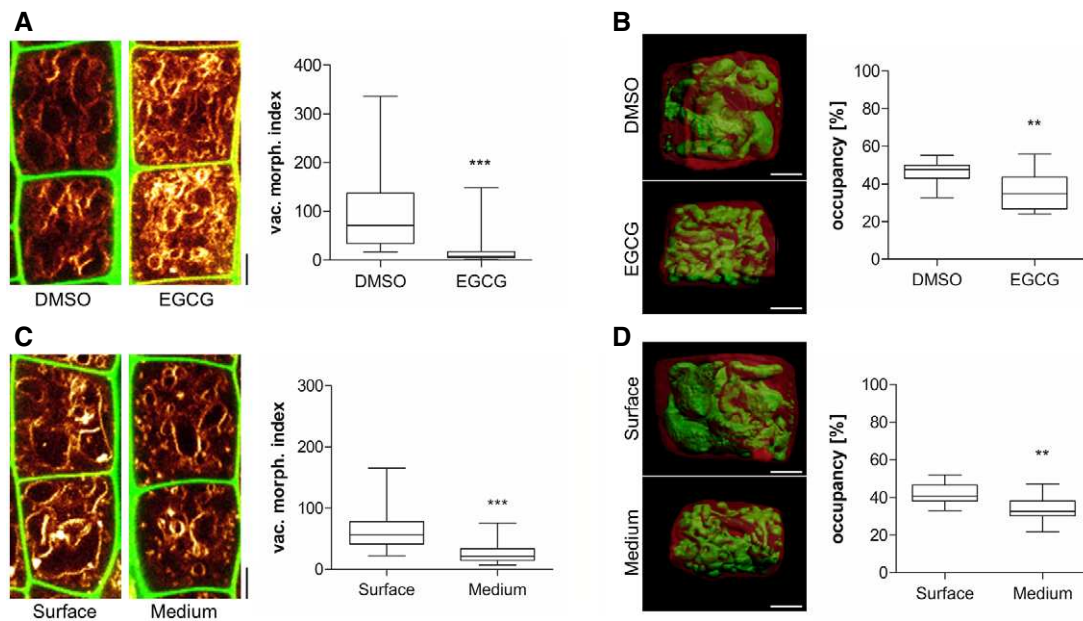 A
DMSO
EGCG
vac. morph. index
400
300
200
100
0
***
DMSO
EGCG
B
DMSO
EGCG
occupancy [%]
100
80
60
40
20
0
**
DMSO
EGCG
C
Surface
Medium
vac. morph. index
300
200
100
0
***
Surface
Medium
D
Surface
Medium
occupancy [%]
100
80
60
40
20
0
**
Surface
Medium